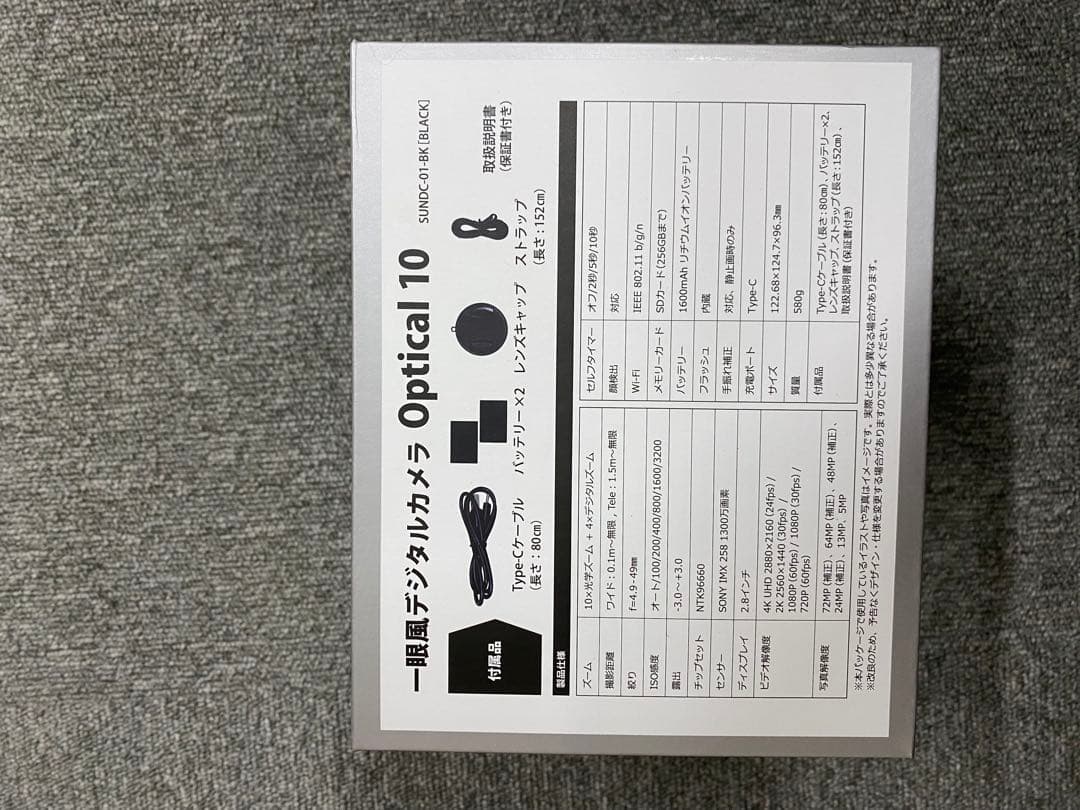 一眼風デジタルカメラ Optical 10 SUNDC-01-BK [BLACK]
付属品
Type-Cケーブル
(長さ:80㎝)
バッテリー×2
レンズキャップ
ストラップ
(長さ:152㎝)
取扱説明書
(保証書付き)
製品仕様
ズーム 10×光学ズーム + 4×デジタルズーム
撮影距離 ワイド:0.1m~無限, Tele:1.5m~無限
絞り f=4.9-49㎜
ISO感度 オート/100/200/400/800/1600/3200
露出 -3.0~+3.0
チップセット NTK96660
センサー SONY IMX 258 1300万画素
ディスプレイ 2.8インチ
ビデオ解像度 4K UHD 2880×2160 (24fps) /
2K 2560×1440 (30fps) /
1080P (60fps) / 1080P (30fps) /
720P (60fps)
写真解像度 72MP (補正)、64MP (補正)、48MP (補正)、
24MP (補正)、13MP、5MP
セルフタイマー オフ/2秒/5秒/10秒
顔検出 対応
Wi-Fi IEEE 802.11 b/g/n
メモリーカード SDカード (256GBまで)
バッテリー 1600mAh リチウムイオンバッテリー
フラッシュ 内蔵
手振れ補正 対応、静止画時のみ
充電ポート Type-C
サイズ 122.68×124.7×96.3㎜
質量 580g
付属品 Type-Cケーブル (長さ:80㎝)、バッテリー×2、
レンズキャップ、ストラップ (長さ:152㎝)、
取扱説明書 (保証書付き)
※本パッケージで使用しているイラストや写真はイメージです。実際とは多少異なる場合があります。
※改良のため、予告なくデザイン・仕様を変更する場合がありますのでご了承ください。